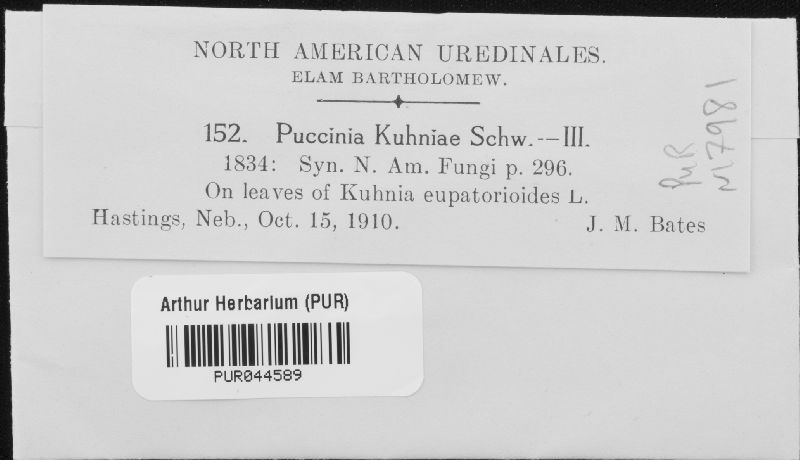 NORTH AMERICAN UREDINALES.
ELAM BARTHOLOMEW.
152. Puccinia Kuhniae Schw.--III.
1834: Syn. N. Am. Fungi p. 296.
On leaves of Kuhnia eupatorioides L.
Hastings, Neb., Oct. 15, 1910. J. M. Bates
PUR
N17981
Arthur Herbarium (PUR)
PUR044589